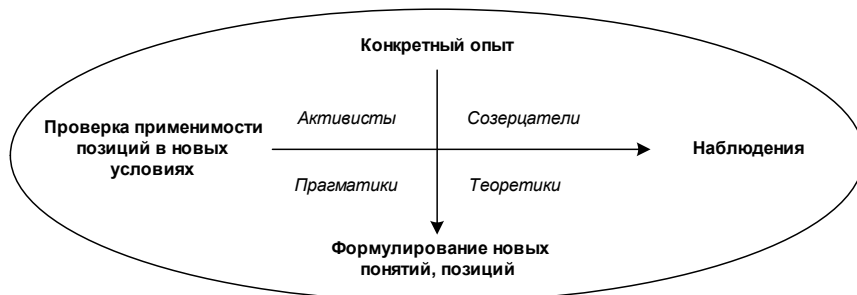 Конкретный опыт
Активисты
Созерцатели
Проверка применимости
позиций в новых
условиях
Наблюдения
Прагматики
Теоретики
Формулирование новых
понятий, позиций